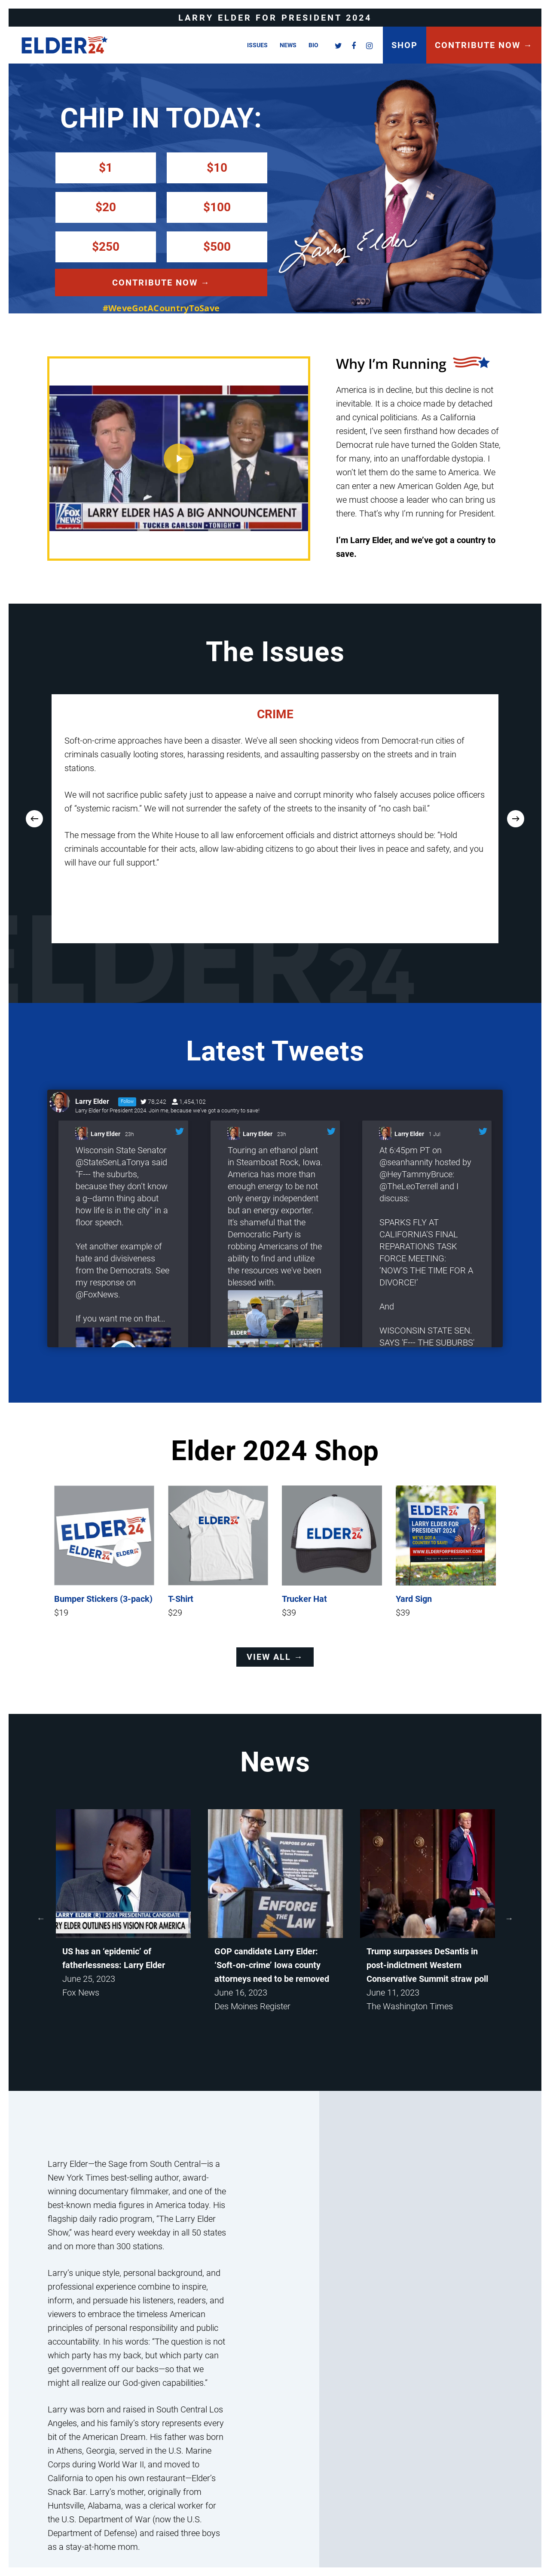 LARRY ELDER FOR PRESIDENT 2024
ELDER 24
ISSUES NEWS BIO
SHOP
CONTRIBUTE NOW →
CHIP IN TODAY:
$1 $10
$20 $100
$250 $500
CONTRIBUTE NOW →
#WeveGotACountryToSave
Larry Elder
Why I'm Running
America is in decline, but this decline is not
inevitable. It is a choice made by detached
and cynical politicians. As a California
resident, I've seen firsthand how decades of
Democrat rule have turned the Golden State,
for many, into an unaffordable dystopia. I
won't let them do the same to America. We
can enter a new American Golden Age, but
we must choose a leader who can bring us
there. That's why I'm running for President.
I'm Larry Elder, and we've got a country to
save.
FOX
NEWS
LARRY ELDER HAS A BIG ANNOUNCEMENT
TUCKER CARLSON TONIGHT
The Issues
CRIME
Soft-on-crime approaches have been a disaster. We've all seen shocking videos from Democrat-run cities of
criminals casually looting stores, harassing residents, and assaulting passersby on the streets and in train
stations.
We will not sacrifice public safety just to appease a naive and corrupt minority who falsely accuses police officers
of "systemic racism." We will not surrender the safety of the streets to the insanity of "no cash bail."
The message from the White House to all law enforcement officials and district attorneys should be: "Hold
criminals accountable for their acts, allow law-abiding citizens to go about their lives in peace and safety, and you
will have our full support."
ELDER24
Latest Tweets
Larry Elder Follow 78,242 1,454,102
Larry Elder for President 2024. Join me, because we've got a country to save!
Larry Elder 23h
Wisconsin State Senator
@StateSenLaTonya said
"F--- the suburbs,
because they don't know
a g--damn thing about
how life is in the city" in a
floor speech.
Yet another example of
hate and divisiveness
from the Democrats. See
my response on
@FoxNews.
If you want me on that...
Larry Elder 23h
Touring an ethanol plant
in Steamboat Rock, Iowa.
America has more than
enough energy to be not
only energy independent
but an energy exporter.
It's shameful that the
Democratic Party is
robbing Americans of the
ability to find and utilize
the resources we've been
blessed with.
ELDER
Larry Elder 1 Jul
At 6:45pm PT on
@seanhannity hosted by
@HeyTammyBruce:
@TheLeoTerrell and I
discuss:
SPARKS FLY AT
CALIFORNIA'S FINAL
REPARATIONS TASK
FORCE MEETING:
'NOW'S THE TIME FOR A
DIVORCE!'
And
WISCONSIN STATE SEN.
SAYS 'F--- THE SUBURBS'
Elder 2024 Shop
ELDER24
ELDER24
ELDER24
ELDER24
ELDER24
ELDER24
LARRY ELDER FOR
PRESIDENT 2024
WE'VE GOT A
COUNTRY TO SAVE!
WWW.ELDERFORPRESIDENT.COM
Bumper Stickers (3-pack)
$19
T-Shirt
$29
Trucker Hat
$39
Yard Sign
$39
VIEW ALL →
News
LARRY ELDER (R) | 2024 PRESIDENTIAL CANDIDATE
RY ELDER OUTLINES HIS VISION FOR AMERICA
PURPOSE OF ACT
ENFORCE
THE LAW
US has an 'epidemic' of
fatherlessness: Larry Elder
June 25, 2023
Fox News
GOP candidate Larry Elder:
'Soft-on-crime' Iowa county
attorneys need to be removed
June 16, 2023
Des Moines Register
Trump surpasses DeSantis in
post-indictment Western
Conservative Summit straw poll
June 11, 2023
The Washington Times
Larry Elder—the Sage from South Central—is a
New York Times best-selling author, award-
winning documentary filmmaker, and one of the
best-known media figures in America today. His
flagship daily radio program, "The Larry Elder
Show," was heard every weekday in all 50 states
and on more than 300 stations.
Larry's unique style, personal background, and
professional experience combine to inspire,
inform, and persuade his listeners, readers, and
viewers to embrace the timeless American
principles of personal responsibility and public
accountability. In his words: "The question is not
which party has my back, but which party can
get government off our backs—so that we
might all realize our God-given capabilities."
Larry was born and raised in South Central Los
Angeles, and his family's story represents every
bit of the American Dream. His father was born
in Athens, Georgia, served in the U.S. Marine
Corps during World War II, and moved to
California to open his own restaurant—Elder's
Snack Bar. Larry's mother, originally from
Huntsville, Alabama, was a clerical worker for
the U.S. Department of War (now the U.S.
Department of Defense) and raised three boys
as a stay-at-home mom.